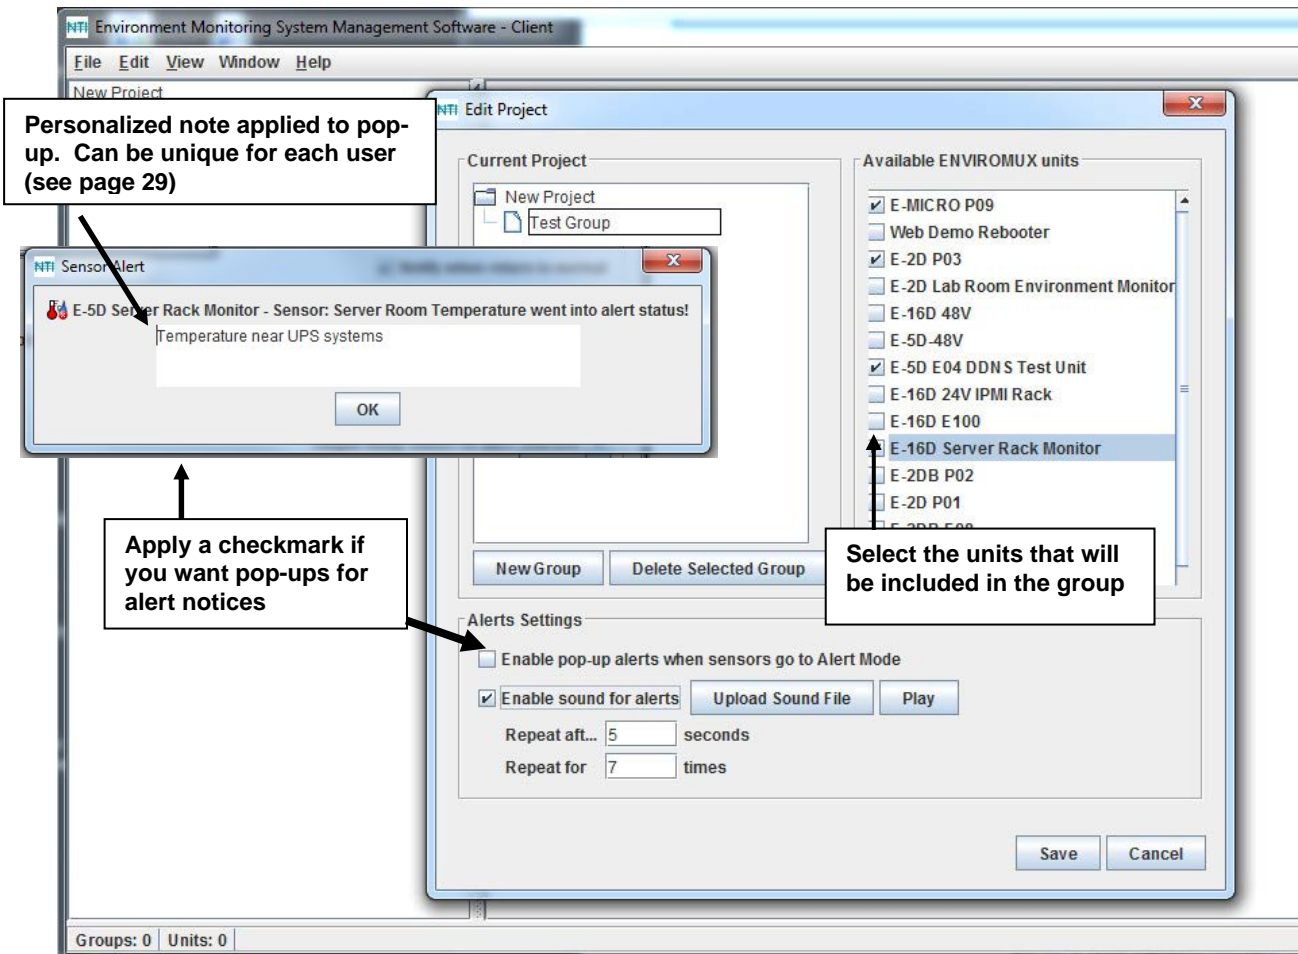 NTI Environment Monitoring System Management Software - Client
File Edit View Window Help
New Project
Personalized note applied to pop-
up. Can be unique for each user
(see page 29)
NTI Edit Project
X
Current Project
New Project
Test Group
Available ENVIROMUX units
E-MICRO P09
Web Demo Rebooter
E-2D P03
E-2D Lab Room Environment Monitor
E-16D 48V
E-5D-48V
E-5D E04 DDNS Test Unit
E-16D 24V IPMI Rack
E-16D E100
E-16D Server Rack Monitor
E-2DB P02
E-2D P01
NTI Sensor Alert
X
E-5D Server Rack Monitor - Sensor: Server Room Temperature went into alert status!
Temperature near UPS systems
OK
Apply a checkmark if
you want pop-ups for
alert notices
Select the units that will
be included in the group
New Group Delete Selected Group
Alerts Settings
Enable pop-up alerts when sensors go to Alert Mode
Enable sound for alerts Upload Sound File Play
Repeat aft... 5 seconds
Repeat for 7 times
Save Cancel
Groups: 0 Units: 0